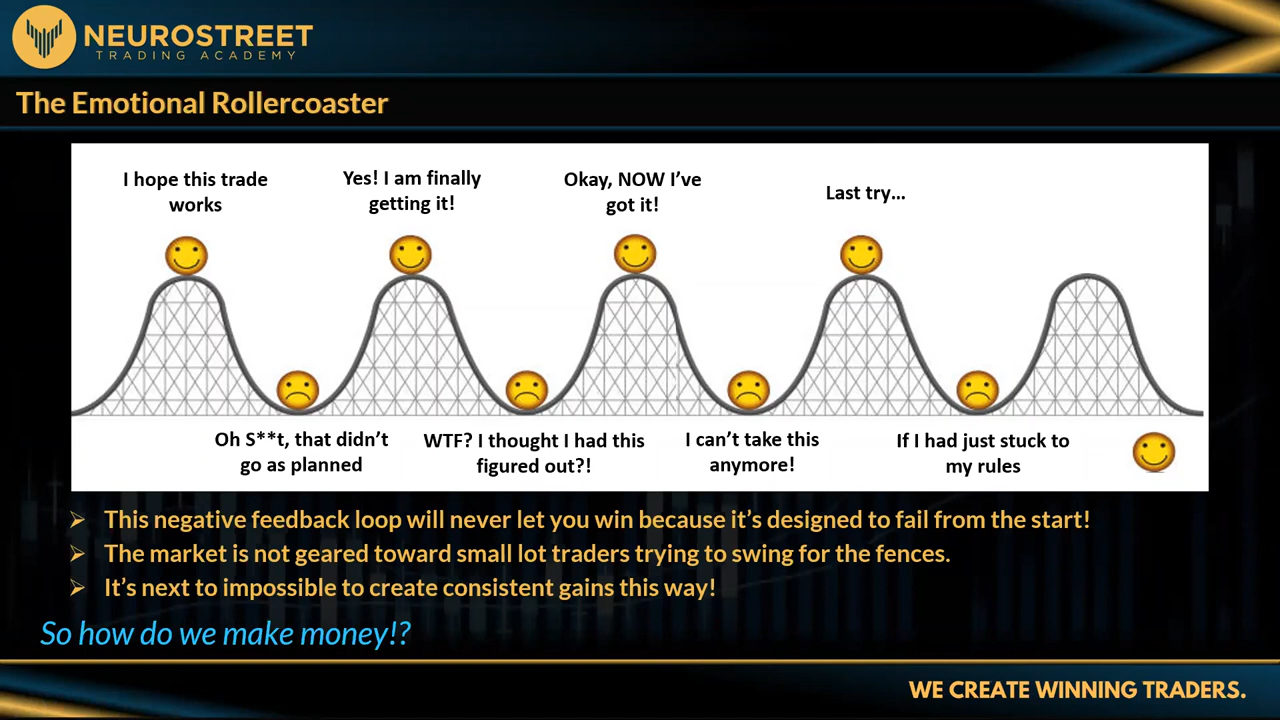 NEUROSTREET
TRADING ACADEMY
The Emotional Rollercoaster
I hope this trade
works
Yes! I am finally
getting it!
Okay, NOW I’ve
got it!
Last try...
Oh S**t, that didn’t
go as planned
WTF? I thought I had this
figured out?!
I can’t take this
anymore!
If I had just stuck to
my rules
This negative feedback loop will never let you win because it’s designed to fail from the start!
The market is not geared toward small lot traders trying to swing for the fences.
It’s next to impossible to create consistent gains this way!
So how do we make money!?
WE CREATE WINNING TRADERS.